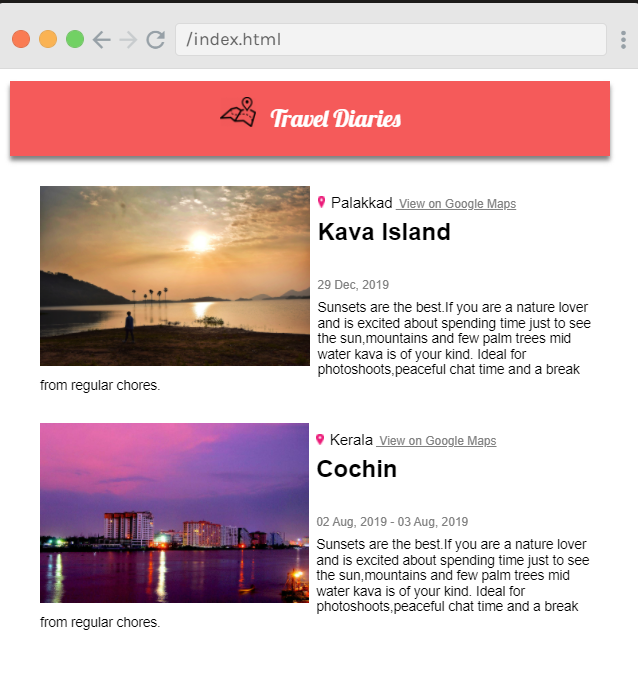 /index.html
Travel Diaries
Palakkad View on Google Maps
Kava Island
29 Dec, 2019
Sunsets are the best.If you are a nature lover
and is excited about spending time just to see
the sun,mountains and few palm trees mid
water kava is of your kind. Ideal for
photoshoots,peaceful chat time and a break
from regular chores.
Kerala View on Google Maps
Cochin
02 Aug, 2019 - 03 Aug, 2019
Sunsets are the best.If you are a nature lover
and is excited about spending time just to see
the sun,mountains and few palm trees mid
water kava is of your kind. Ideal for
photoshoots,peaceful chat time and a break
from regular chores.